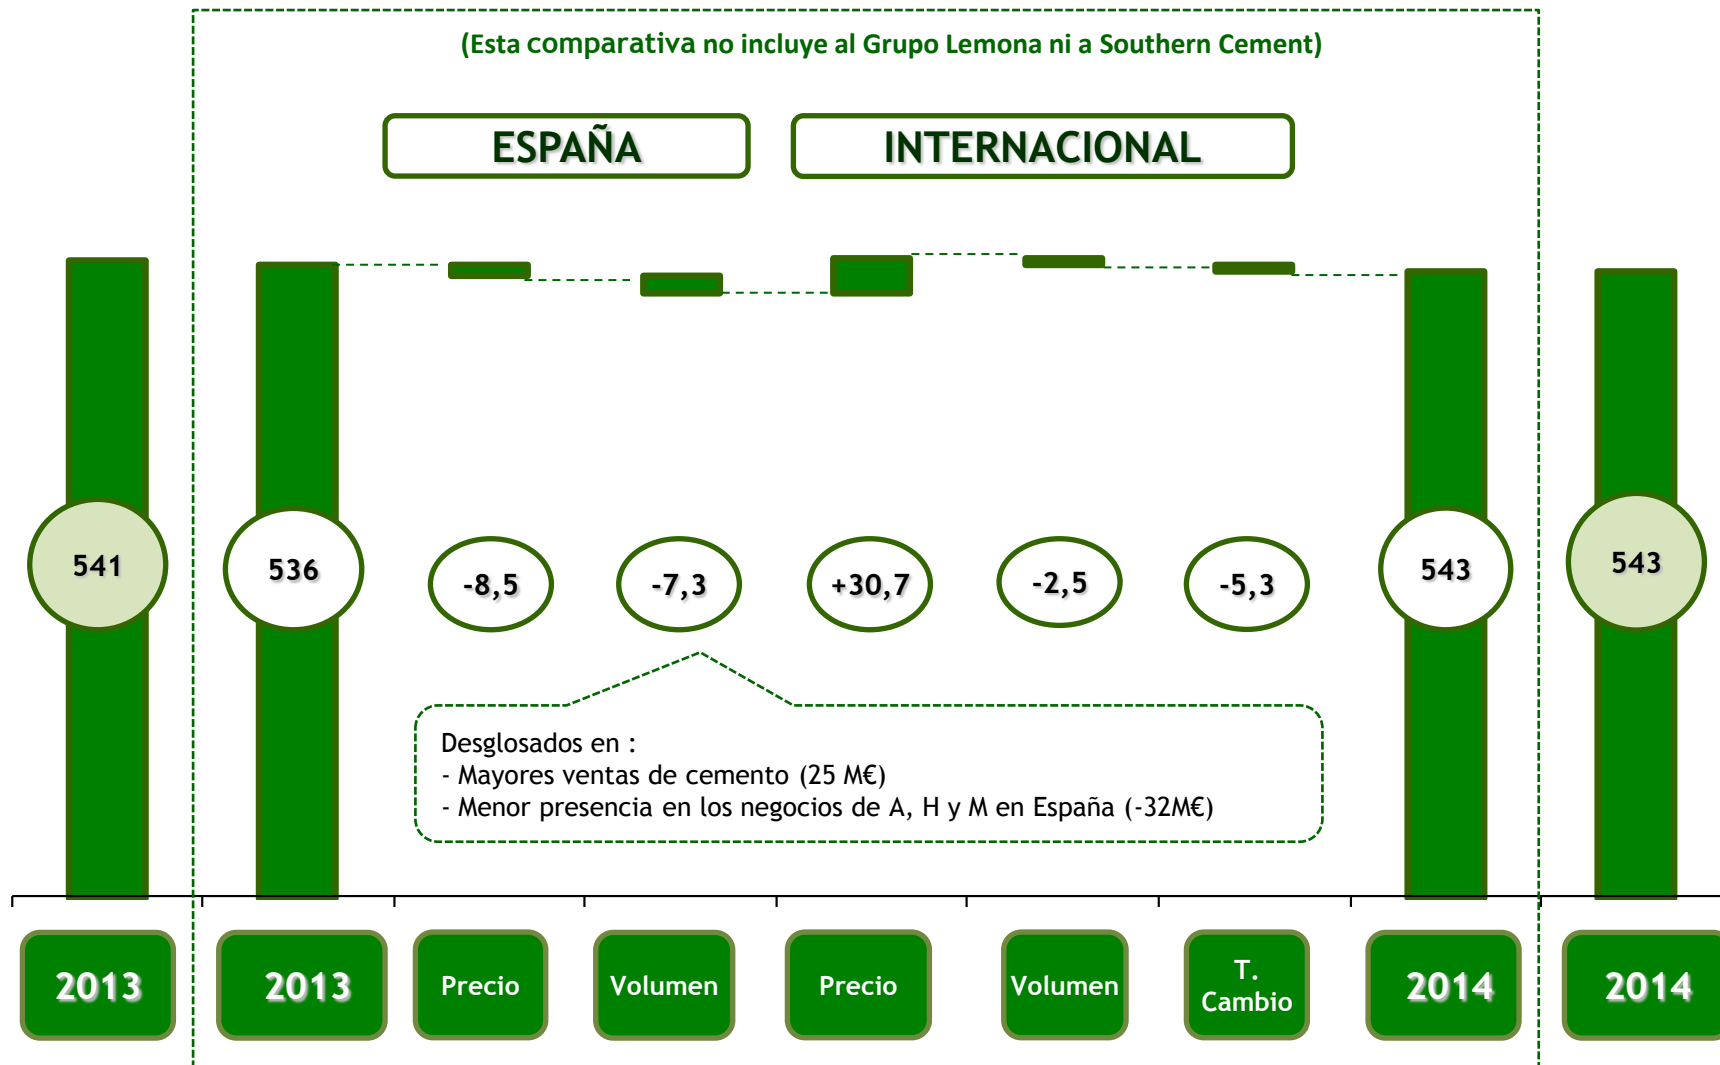 (Esta comparativa no incluye al Grupo Lemona ni a Southern Cement)
ESPAÑA
INTERNACIONAL
541
536
-8,5
-7,3
+30,7
-2,5
-5,3
543
543
Desglosados en :
- Mayores ventas de cemento (25 M€)
- Menor presencia en los negocios de A, H y M en España (-32M€)
2013
2013
Precio
Volumen
Precio
Volumen
T.
Cambio
2014
2014